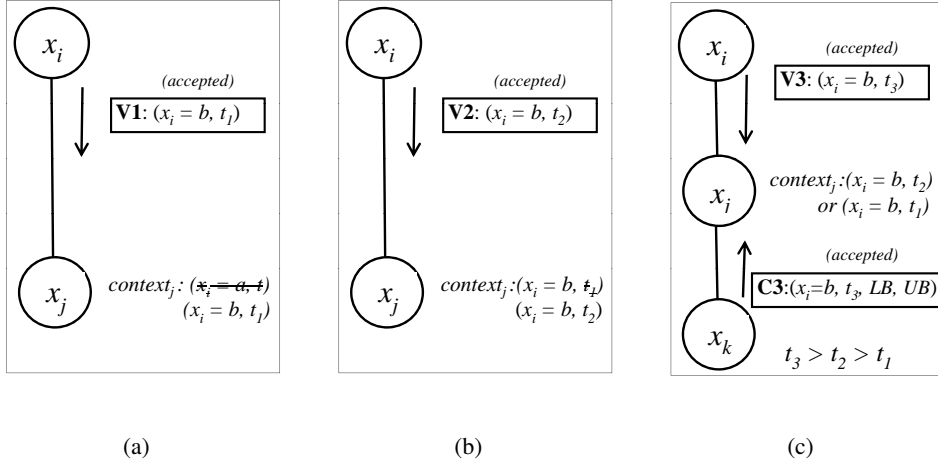 x_i
(accepted)
V1: (x_i = b, t_1)
x_j
context_j: (x_i = a, t)
(x_i = b, t_1)
(a)
x_i
(accepted)
V2: (x_i = b, t_2)
x_j
context_j:(x_i = b, t_1)
(x_i = b, t_2)
(b)
x_i
(accepted)
V3: (x_i = b, t_3)
x_j
context_j:(x_i = b, t_2)
or (x_i = b, t_1)
(accepted)
C3:(x_i=b, t_3, LB, UB)
x_k
t_3 > t_2 > t_1
(c)